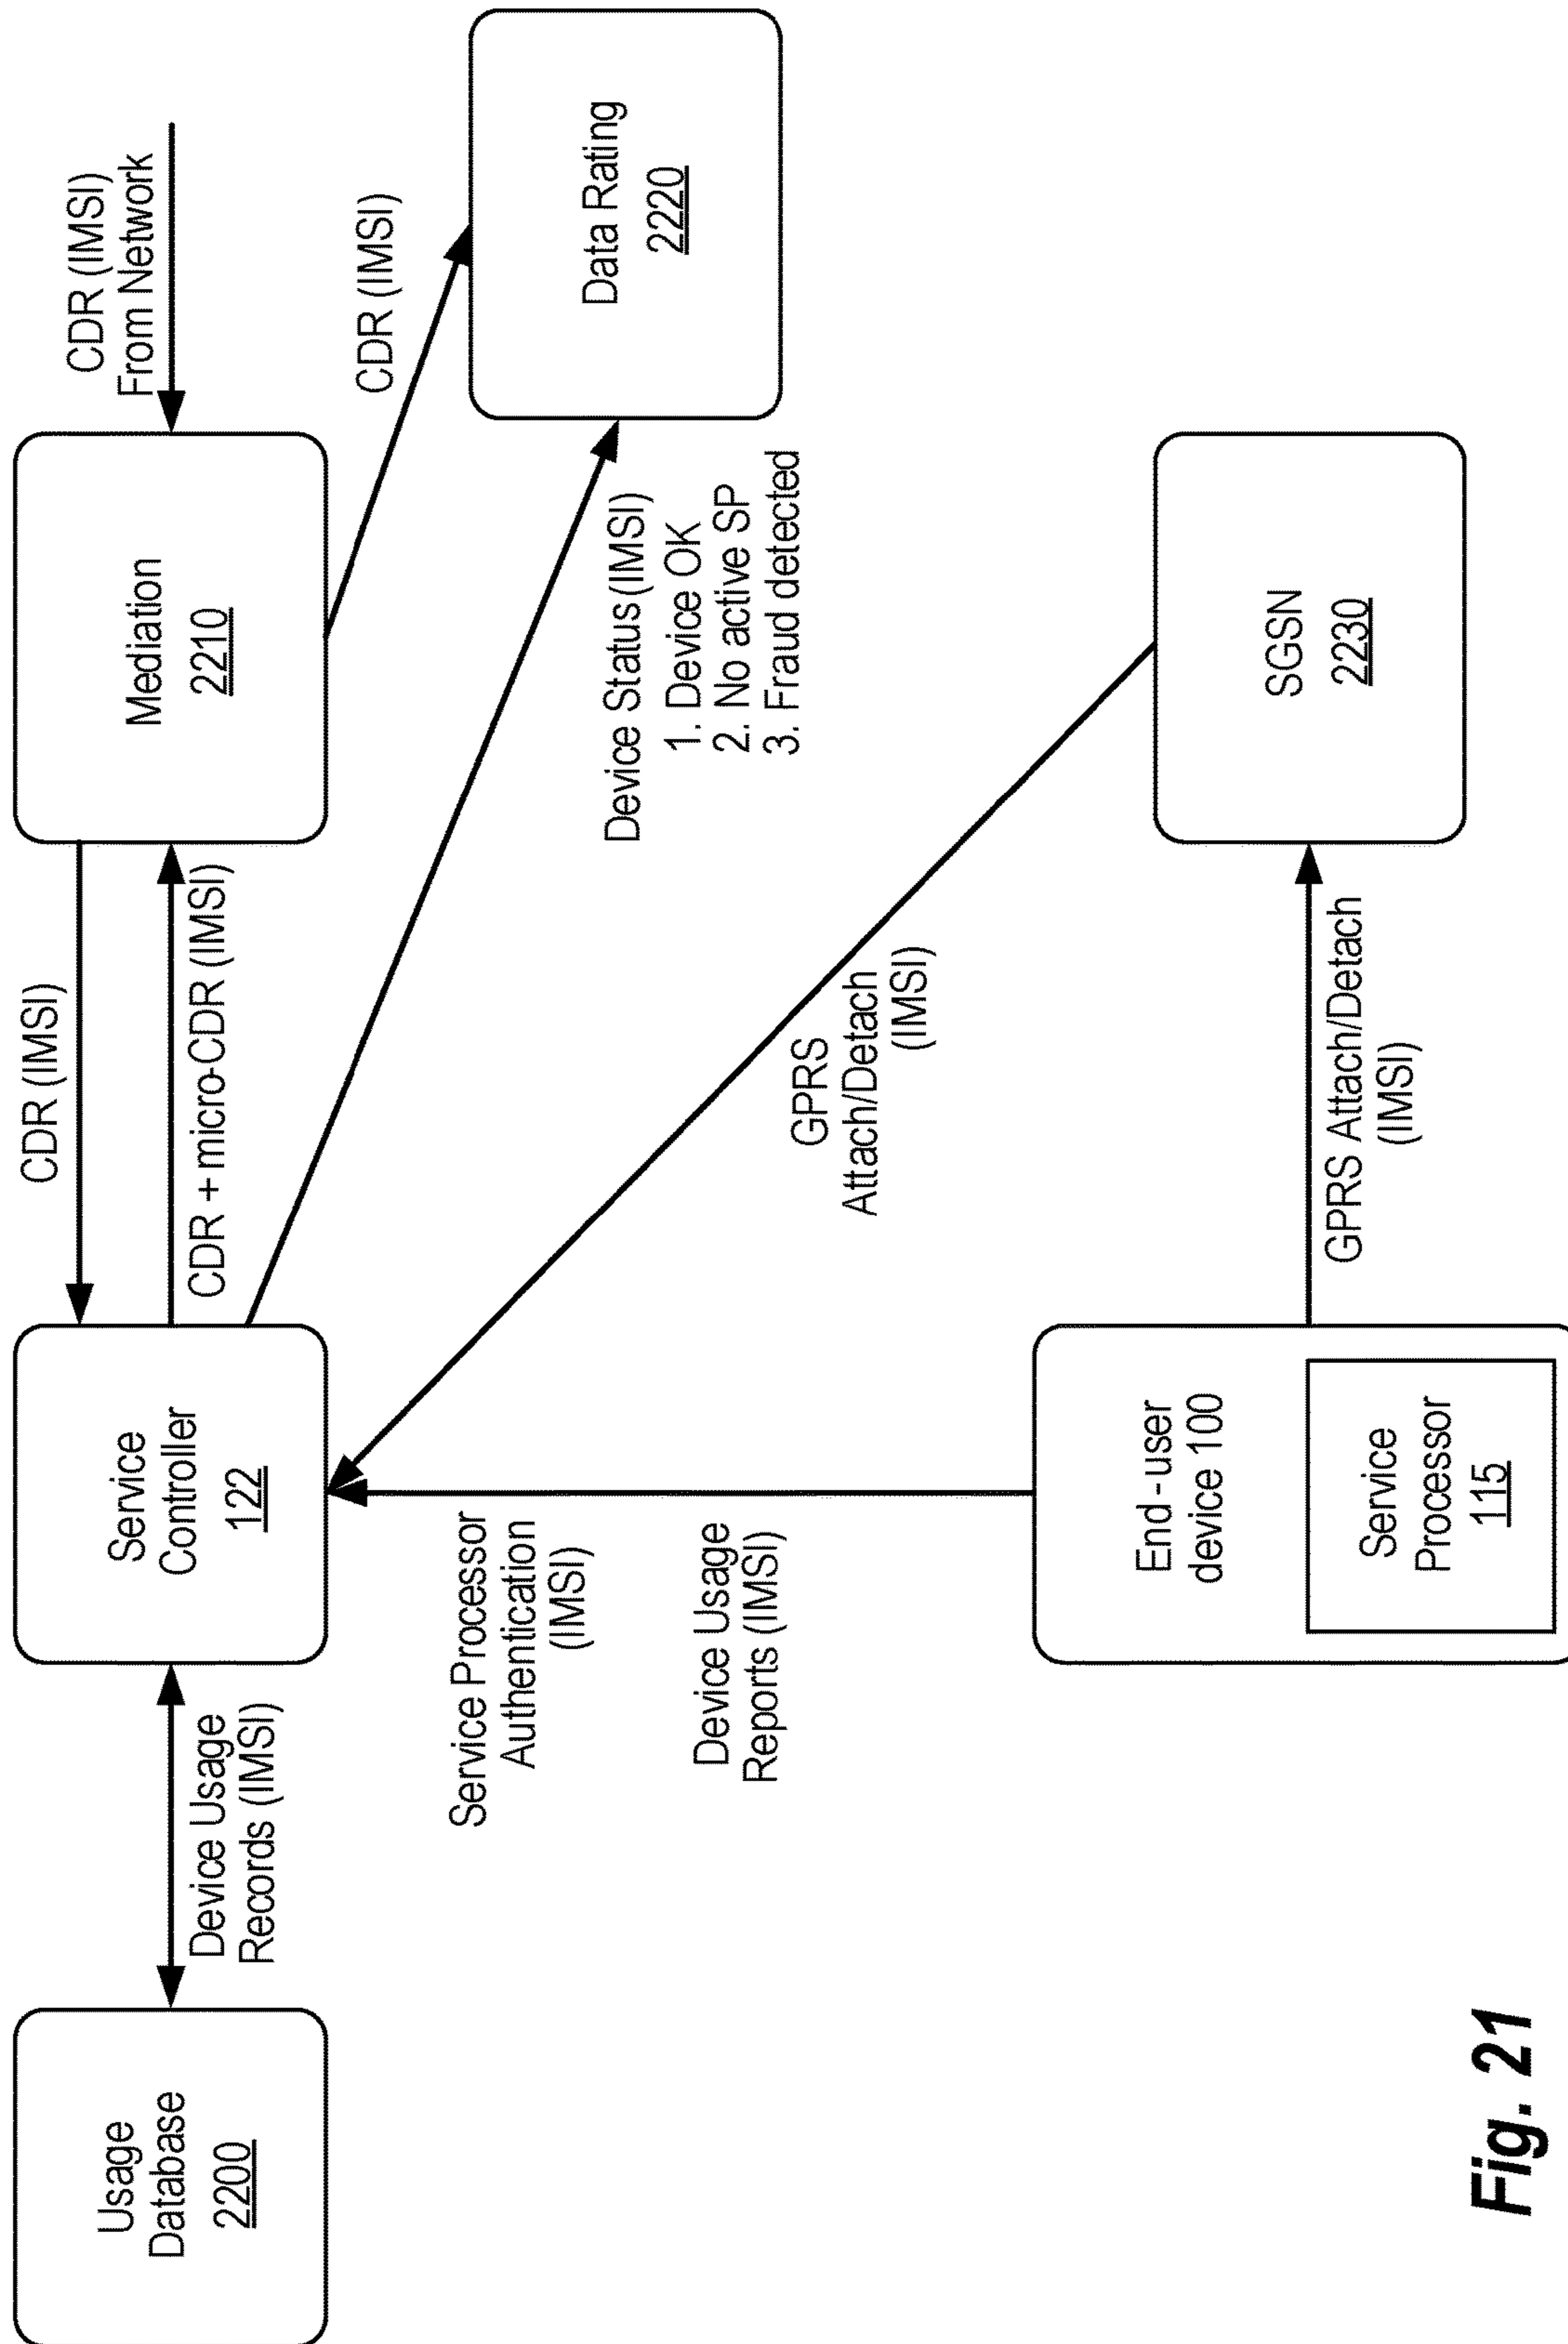 Usage
Database
2200
Device Usage
Records (IMSI)
Service
Controller
122
CDR (IMSI)
CDR + micro-CDR (IMSI)
Mediation
2210
CDR (IMSI)
From Network
CDR (IMSI)
Data Rating
2220
Device Status (IMSI)
1. Device OK
2. No active SP
3. Fraud detected
Service Processor
Authentication
(IMSI)
Device Usage
Reports (IMSI)
GPRS
Attach/Detach
(IMSI)
End-user
device 100
Service
Processor
115
GPRS Attach/Detach
(IMSI)
SGSN
2230
Fig. 21